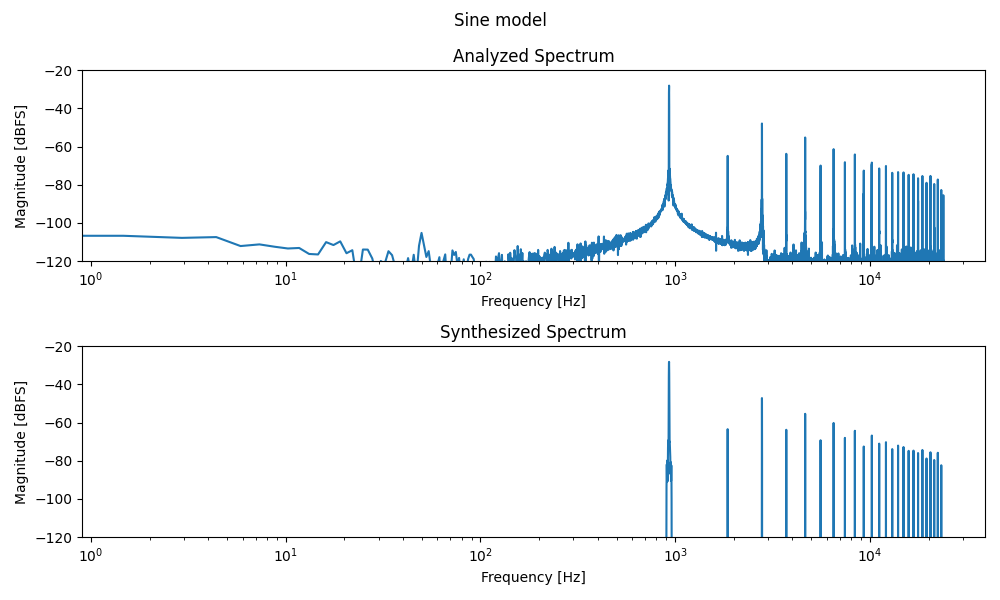 Sine model
Analyzed Spectrum
Magnitude [dBFS]
−20
−40
−60
−80
−100
−120
10⁰ 10¹ 10² 10³ 10⁴
Frequency [Hz]
Synthesized Spectrum
Magnitude [dBFS]
−20
−40
−60
−80
−100
−120
10⁰ 10¹ 10² 10³ 10⁴
Frequency [Hz]